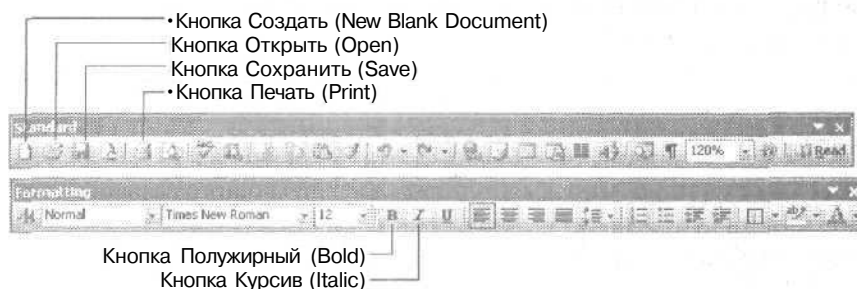 •Кнопка Создать (New Blank Document)
Кнопка Открыть (Open)
Кнопка Сохранить (Save)
•Кнопка Печать (Print)
Standard
120% Read
Formatting
Normal Times New Roman 12 B I U
Кнопка Полужирный (Bold)
Кнопка Курсив (Italic)